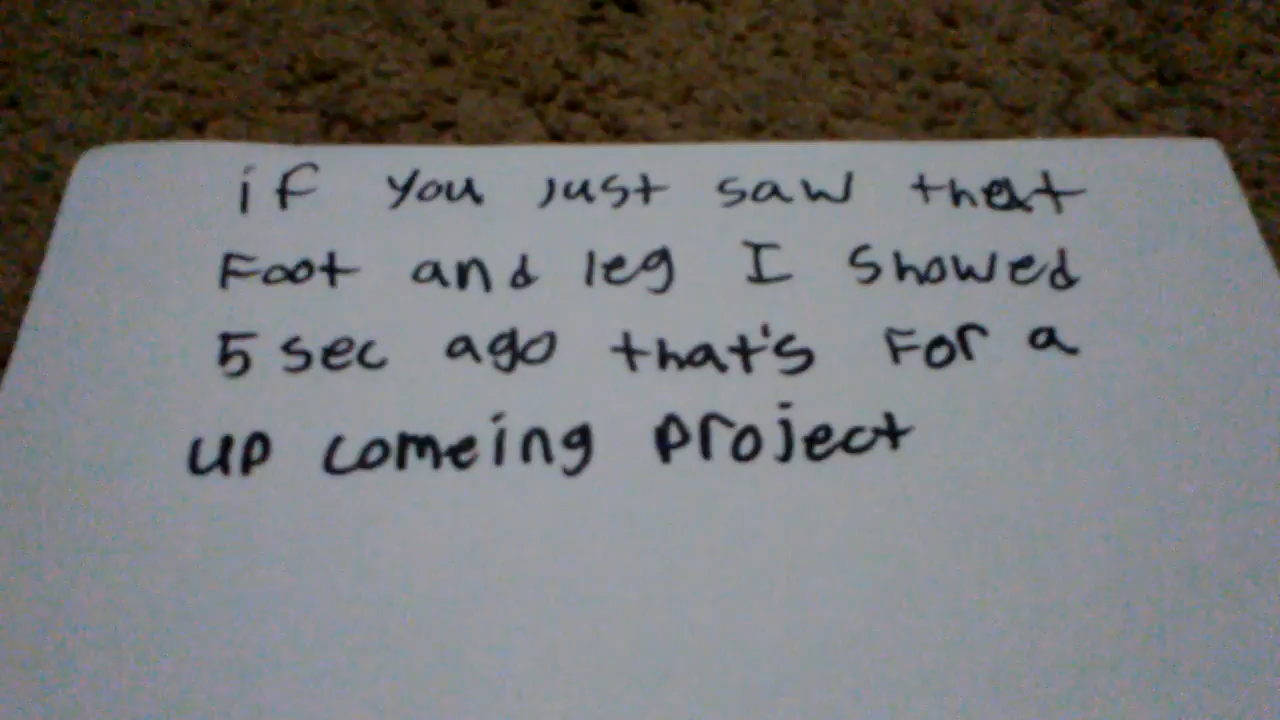 if you just saw that
Foot and leg I showed
5 sec ago that's For a
up comeing project